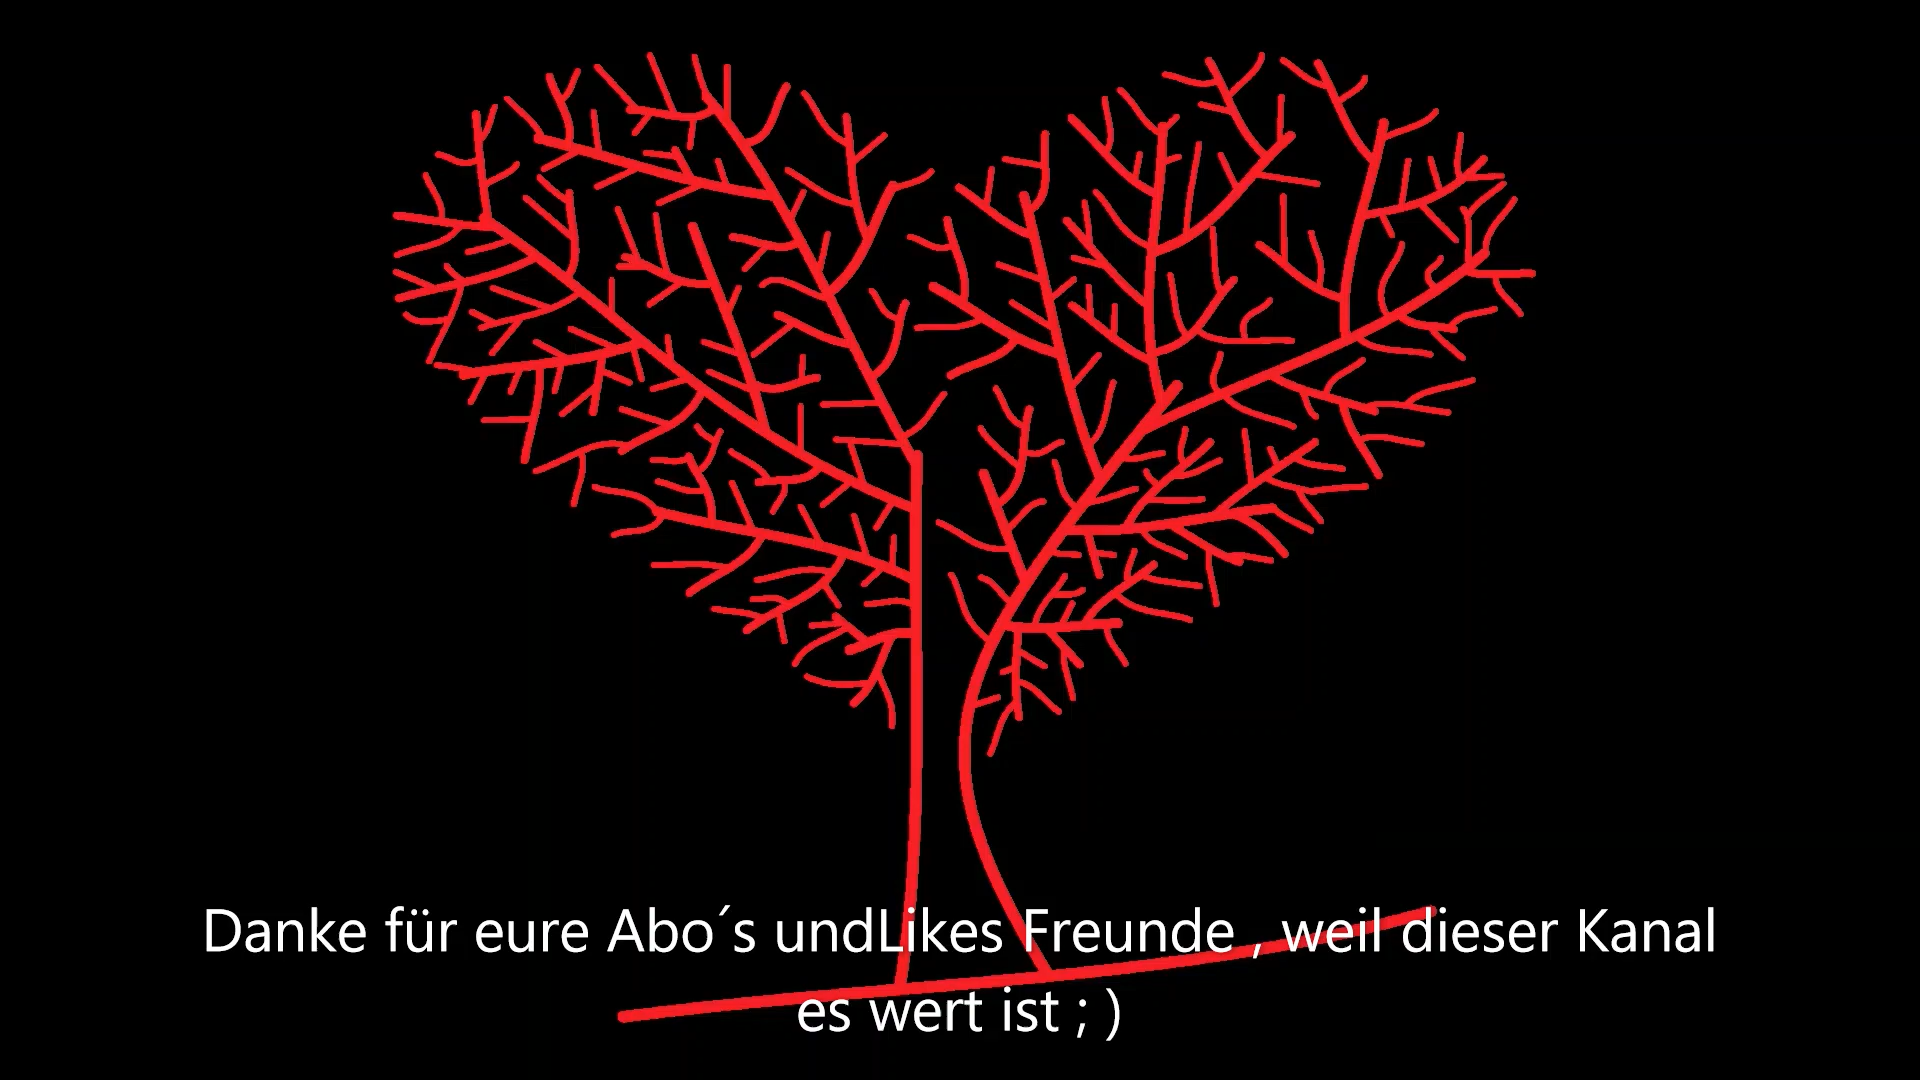 Danke für eure Abo´s undLikes Freunde , weil dieser Kanal
es wert ist ; )